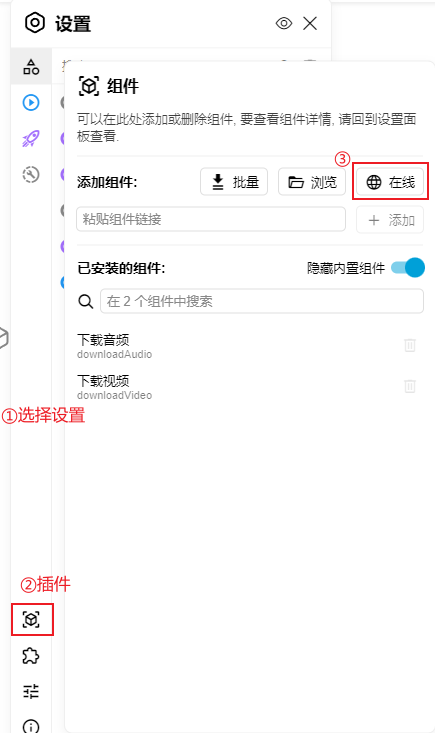 设置
组件
可以在此处添加或删除组件, 要查看组件详情, 请回到设置面
板查看.
③
添加组件:
批量
浏览
在线
粘贴组件链接
添加
已安装的组件:
隐藏内置组件
在 2 个组件中搜索
下载音频
downloadAudio
下载视频
downloadVideo
①选择设置
②插件